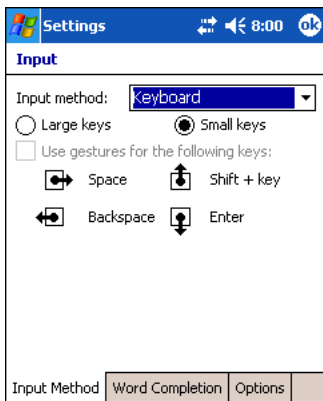 Settings 8:00 ok
Input
Input method: Keyboard
Large keys Small keys
Use gestures for the following keys:
Space Shift + key
Backspace Enter
Input Method Word Completion Options